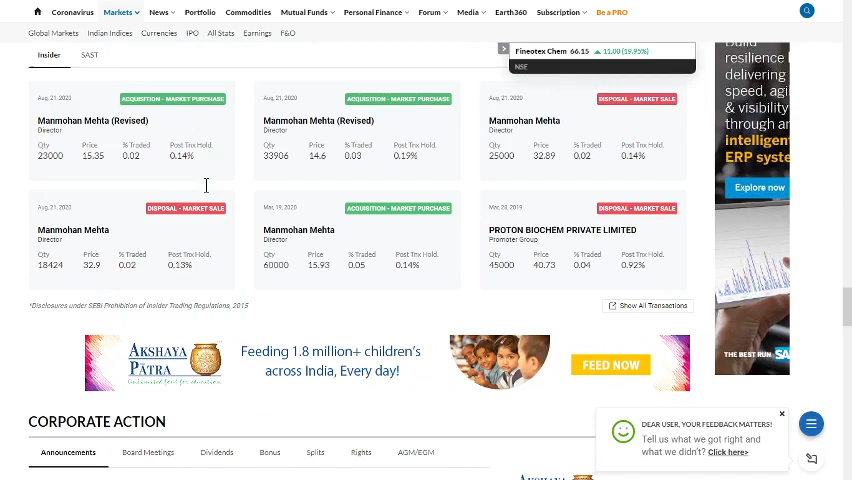 Coronavirus Markets News Portfolio Commodities Mutual Funds Personal Finance Forum Media Earth360 Subscription Be a PRO
Global Markets Indian Indices Currencies IPO All Stats Earnings F&O
Insider SAST
Fineotex Chem 66.15 ▲ 11.00 (19.95%)
NSE
Aug, 21, 2020 ACQUISITION - MARKET PURCHASE
Manmohan Mehta (Revised)
Director
Qty Price % Traded Post Tnx Hold.
23000 15.35 0.02 0.14%
Aug, 21, 2020 ACQUISITION - MARKET PURCHASE
Manmohan Mehta (Revised)
Director
Qty Price % Traded Post Tnx Hold.
33906 14.6 0.03 0.19%
Aug, 21, 2020 DISPOSAL - MARKET SALE
Manmohan Mehta
Director
Qty Price % Traded Post Tnx Hold.
25000 32.89 0.02 0.14%
Aug, 21, 2020 DISPOSAL - MARKET SALE
Manmohan Mehta
Director
Qty Price % Traded Post Tnx Hold.
18424 32.9 0.02 0.13%
Mar, 19, 2020 ACQUISITION - MARKET PURCHASE
Manmohan Mehta
Director
Qty Price % Traded Post Tnx Hold.
60000 15.93 0.05 0.14%
Mar, 28, 2019 DISPOSAL - MARKET SALE
PROTON BIOCHEM PRIVATE LIMITED
Promoter Group
Qty Price % Traded Post Tnx Hold.
45000 40.73 0.04 0.92%
*Disclosures under SEBI Prohibition of Insider Trading Regulations, 2015
Show All Transactions
Build
resilience
delivering
speed, agi
& visibility
through an
intelligent
ERP syste
Explore now
THE BEST RUN SA
AKSHAYA
PATRA
Unlimited food for education
Feeding 1.8 million+ children's
across India, Every day!
FEED NOW
CORPORATE ACTION
Announcements Board Meetings Dividends Bonus Splits Rights AGM/EGM
DEAR USER, YOUR FEEDBACK MATTERS!
Tell us what we got right and
what we didn't? Click here>